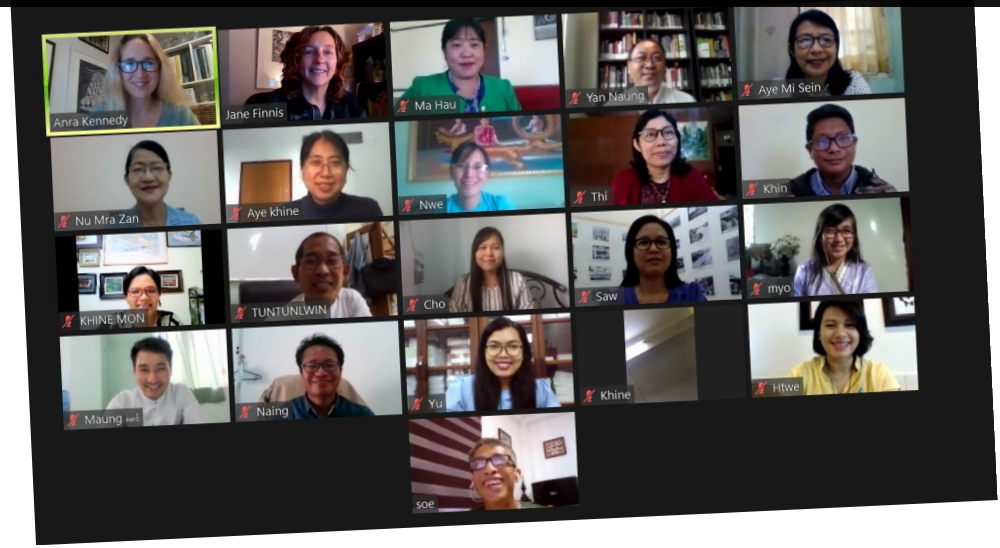 Anra Kennedy
Jane Finnis
Ma Hau
Yan Naung
Aye Mi Sein
Nu Mra Zan
Aye khine
Nwe
Thi
Khin
KHINE MON
TUNTUNLWIN
Cho
Saw
myo
Maung
Naing
Yu
Khine
Htwe
soe